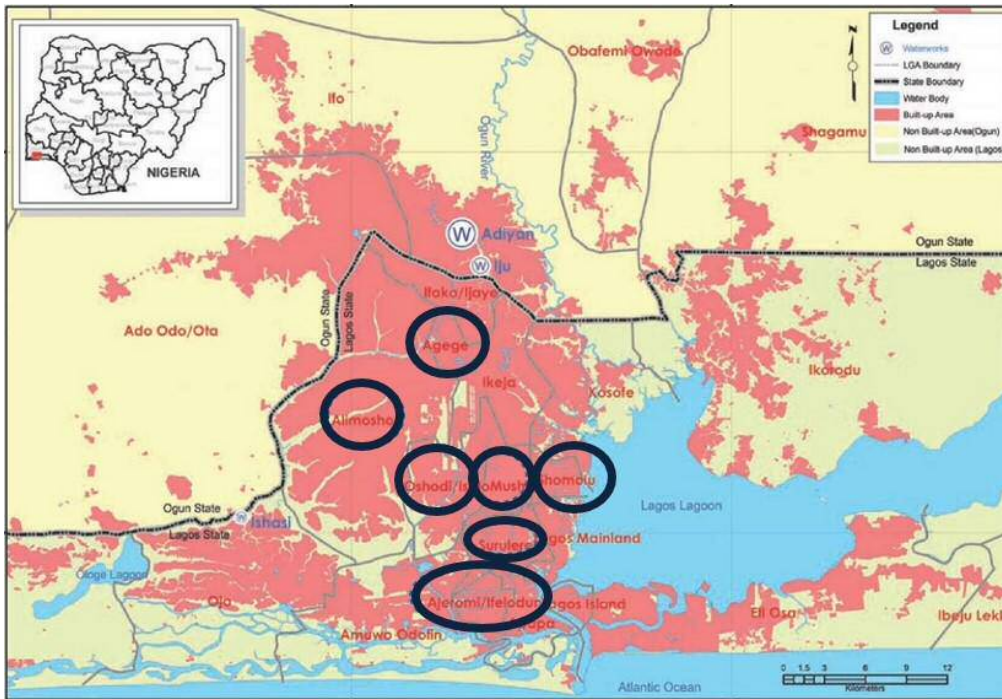 NIGERIA
Legend
Waterworks
LGA Boundary
State Boundary
Water Body
Built-up Area
Non Built-up Area(Ogun)
Non Built-up Area (Lagos
N
Obafemi Owode
Ifo
Ogun River
Shagamu
W
Adiyan
W
Iju
Ogun State
Lagos State
Ifako/Ijaye
Ado Odo/Ota
Ogun State
Lagos State
Agege
Ikeja
Kosofe
Ikorodu
Alimosho
Oshodi/Is
Mush
Shomolu
Lagos Lagoon
Ogun State
Lagos State
W
Ishasi
Surulere
Lagos Mainland
Ologe Lagoon
Ojo
Ajeromi/Ifelodun
Lagos Island
Eti Osa
Ibeju Lekk
Amuwo Odofin
Apapa
0 1.5 3 6 9 12
Kilometers
Atlantic Ocean